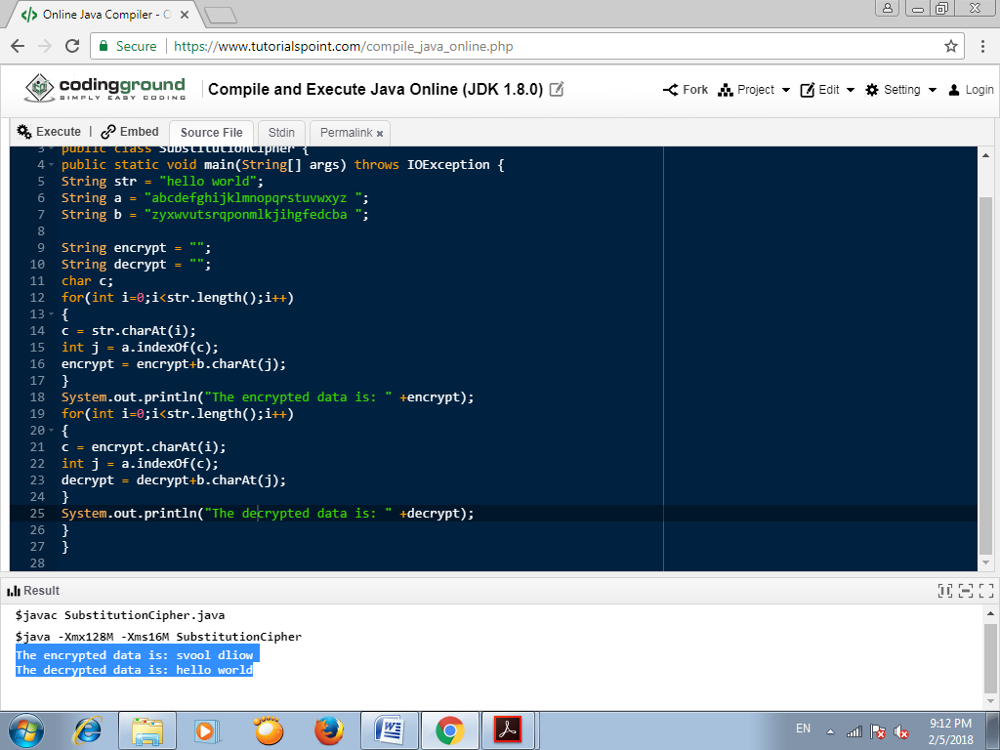 Online Java Compiler - C
Secure https://www.tutorialspoint.com/compile_java_online.php
codingground
SIMPLY EASY CODING
Compile and Execute Java Online (JDK 1.8.0)
Fork Project Edit Setting Login
Execute | Embed Source File Stdin Permalink x
3 public class SubstitutionCipher {
4 public static void main(String[] args) throws IOException {
5 String str = "hello world";
6 String a = "abcdefghijklmnopqrstuvwxyz ";
7 String b = "zyxwvutsrqponmlkjihgfedcba ";
8
9 String encrypt = "";
10 String decrypt = "";
11 char c;
12 for(int i=0;i<str.length();i++)
13 {
14 c = str.charAt(i);
15 int j = a.indexOf(c);
16 encrypt = encrypt+b.charAt(j);
17 }
18 System.out.println("The encrypted data is: " +encrypt);
19 for(int i=0;i<str.length();i++)
20 {
21 c = encrypt.charAt(i);
22 int j = a.indexOf(c);
23 decrypt = decrypt+b.charAt(j);
24 }
25 System.out.println("The decrypted data is: " +decrypt);
26 }
27 }
28
Result
$javac SubstitutionCipher.java
$java -Xmx128M -Xms16M SubstitutionCipher
The encrypted data is: svool dliow
The decrypted data is: hello world
EN
9:12 PM
2/5/2018